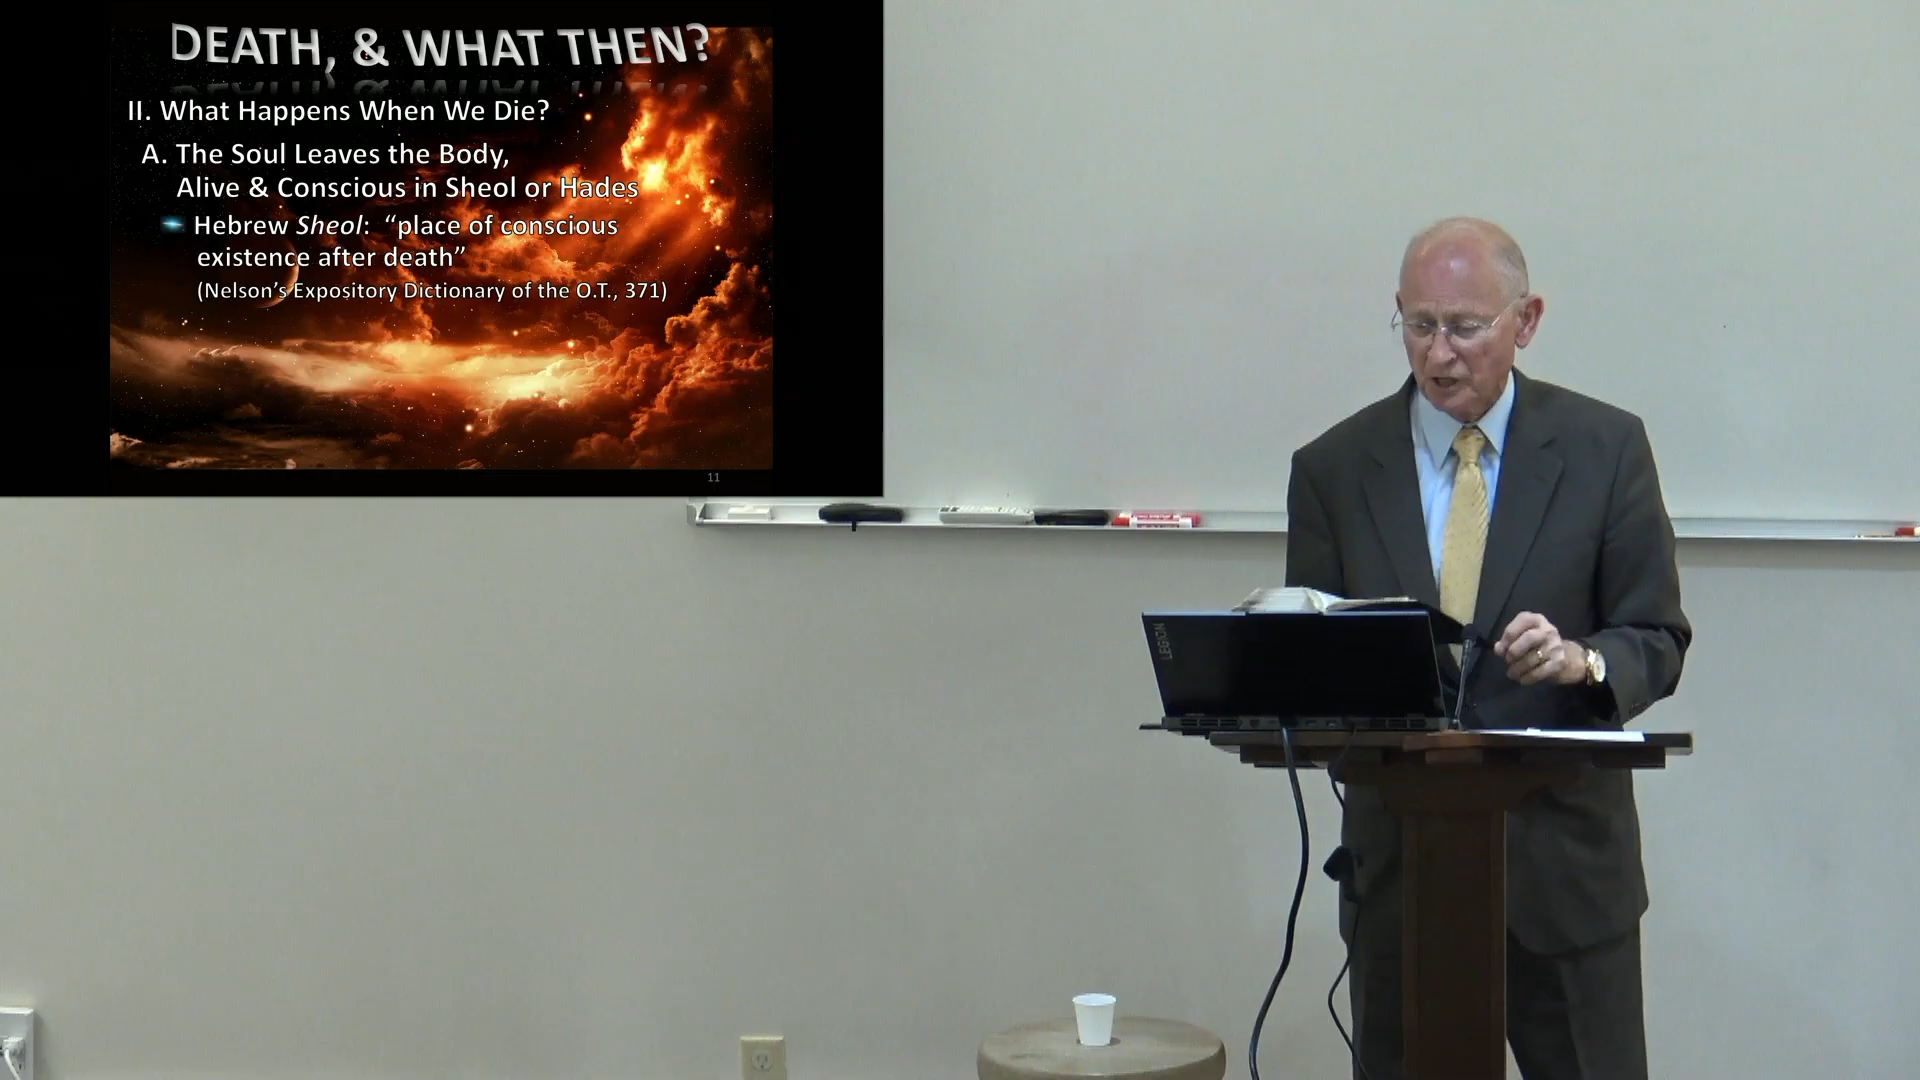 DEATH, & WHAT THEN?
II. What Happens When We Die?
A. The Soul Leaves the Body,
Alive & Conscious in Sheol or Hades
Hebrew Sheol: “place of conscious
existence after death”
(Nelson’s Expository Dictionary of the O.T., 371)
11
LEGION